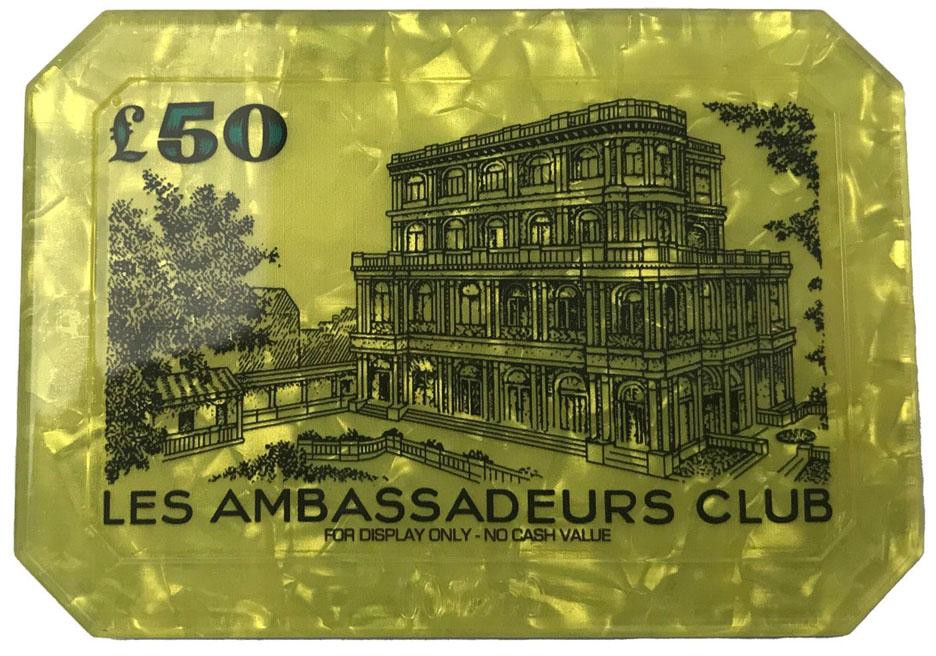 £50
LES AMBASSADEURS CLUB
FOR DISPLAY ONLY - NO CASH VALUE